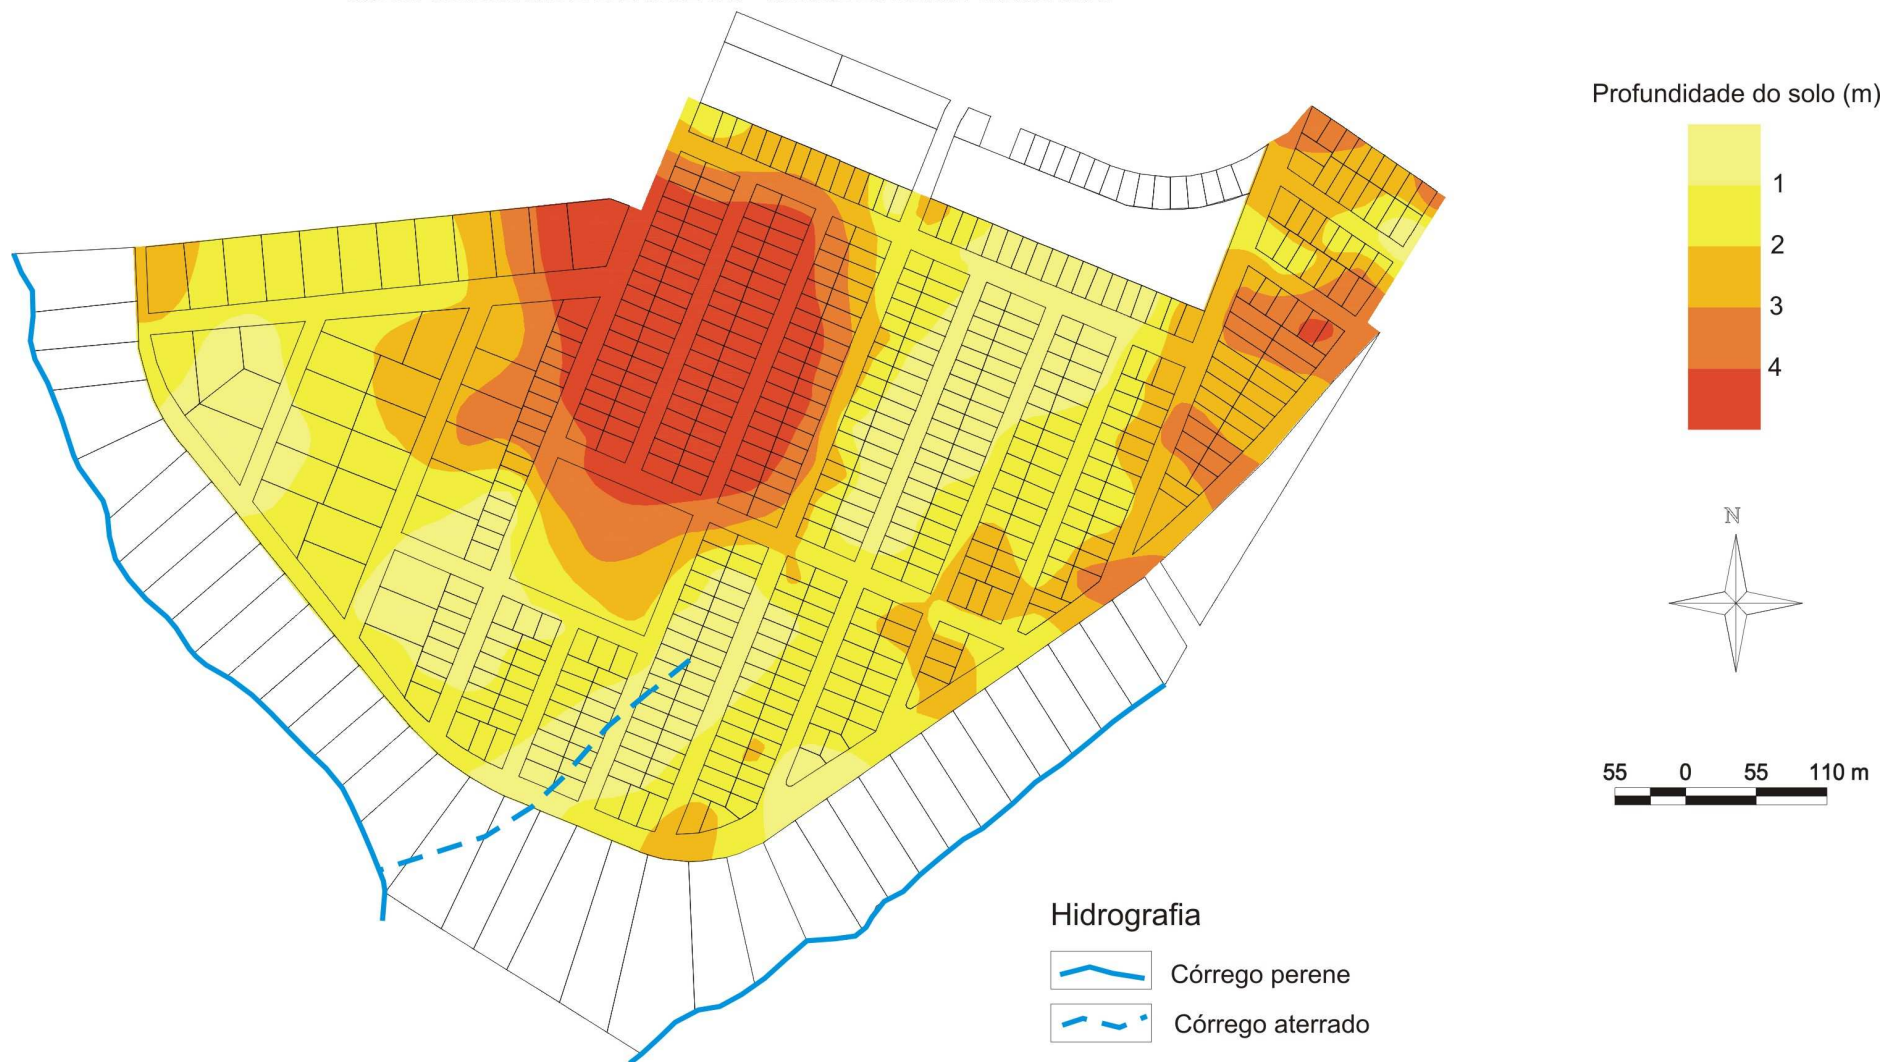 Profundidade do solo (m)
1
2
3
4
N
55 0 55 110 m
Hidrografia
Córrego perene
Córrego aterrado